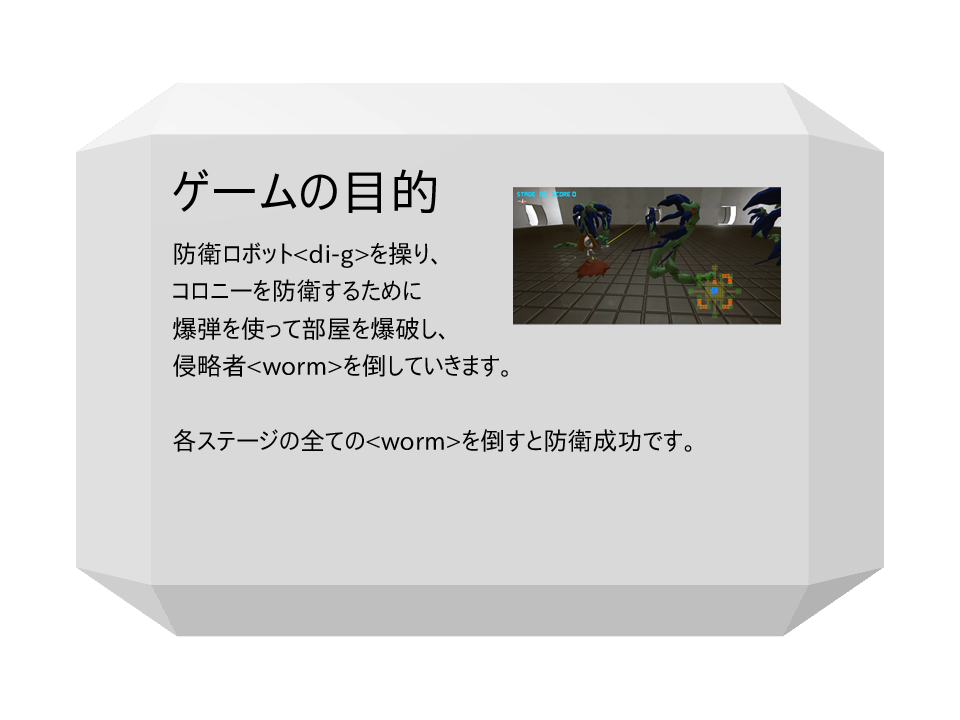 ゲームの目的
防衛ロボット<di-g>を操り、
コロニーを防衛するために
爆弾を使って部屋を爆破し、
侵略者<worm>を倒していきます。
各ステージの全ての<worm>を倒すと防衛成功です。